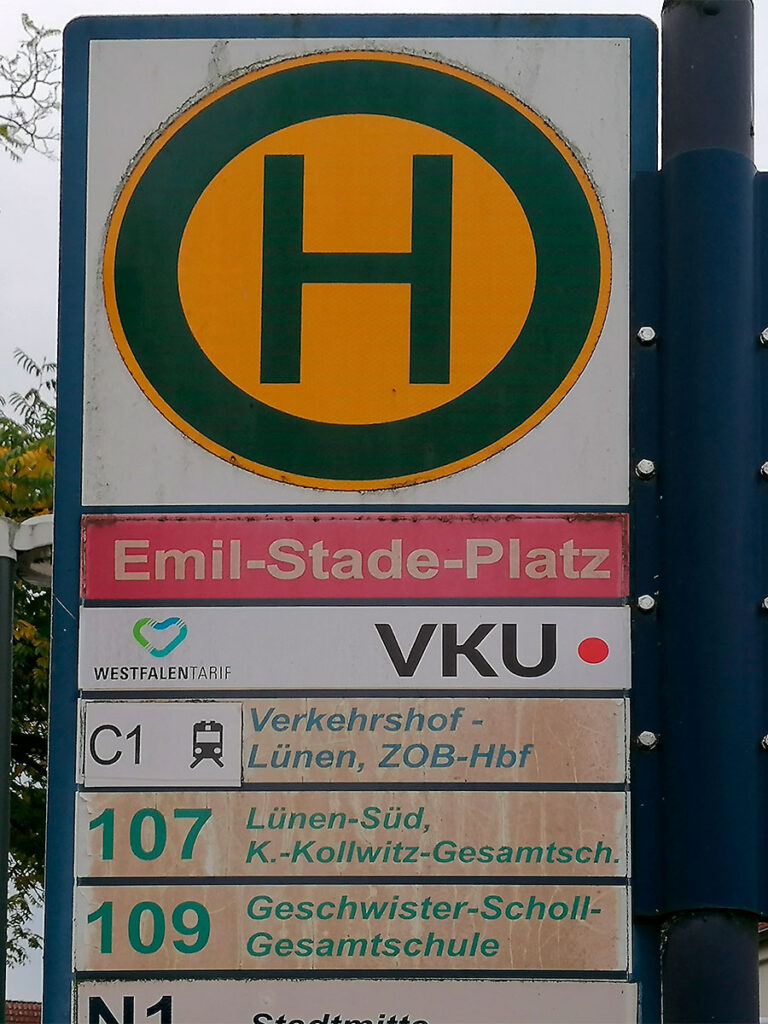 H
Emil-Stade-Platz
WESTFALENTARIF
VKU
C1
Verkehrshof -
Lünen, ZOB-Hbf
107
Lünen-Süd,
K.-Kollwitz-Gesamtsch.
109
Geschwister-Scholl-
Gesamtschule
N1
Stadtmitte